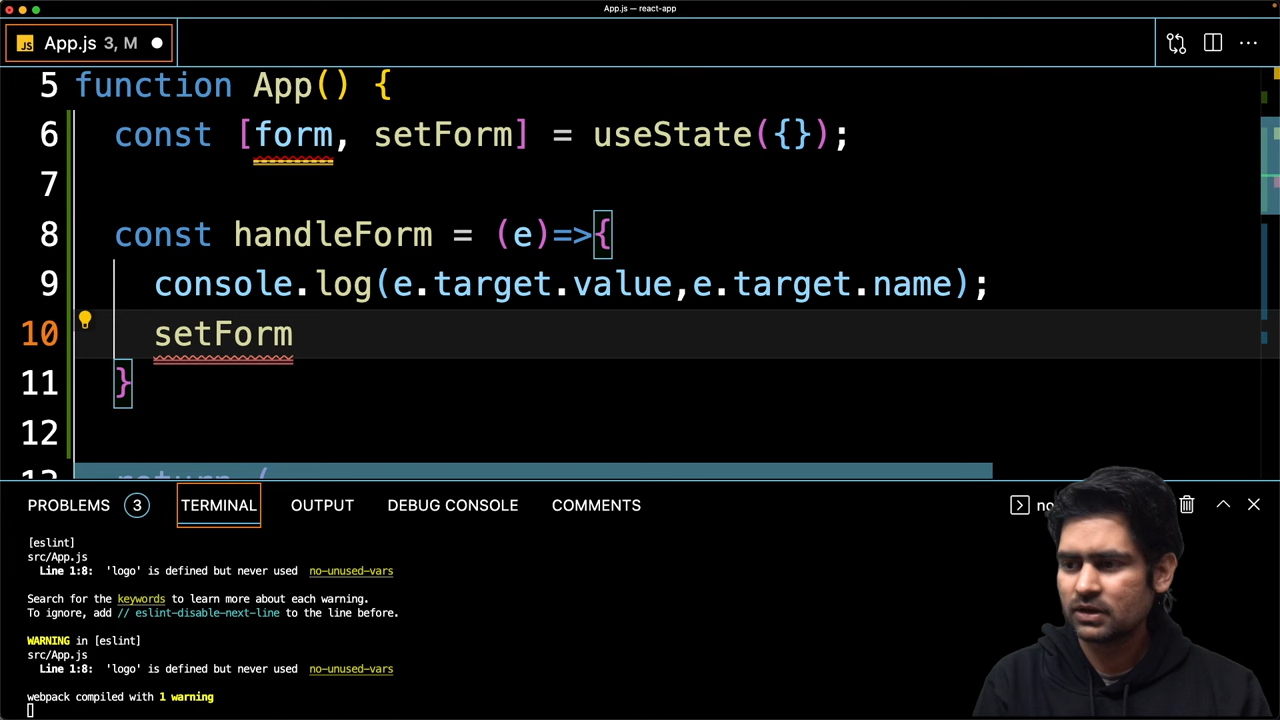 App.js — react-app
JS App.js 3, M
5 function App() {
6 const [form, setForm] = useState({});
7
8 const handleForm = (e)=>{
9 console.log(e.target.value,e.target.name);
10 setForm
11 }
12
13 return (
PROBLEMS 3 TERMINAL OUTPUT DEBUG CONSOLE COMMENTS
[eslint]
src/App.js
Line 1:8: 'logo' is defined but never used no-unused-vars
Search for the keywords to learn more about each warning.
To ignore, add // eslint-disable-next-line to the line before.
WARNING in [eslint]
src/App.js
Line 1:8: 'logo' is defined but never used no-unused-vars
webpack compiled with 1 warning